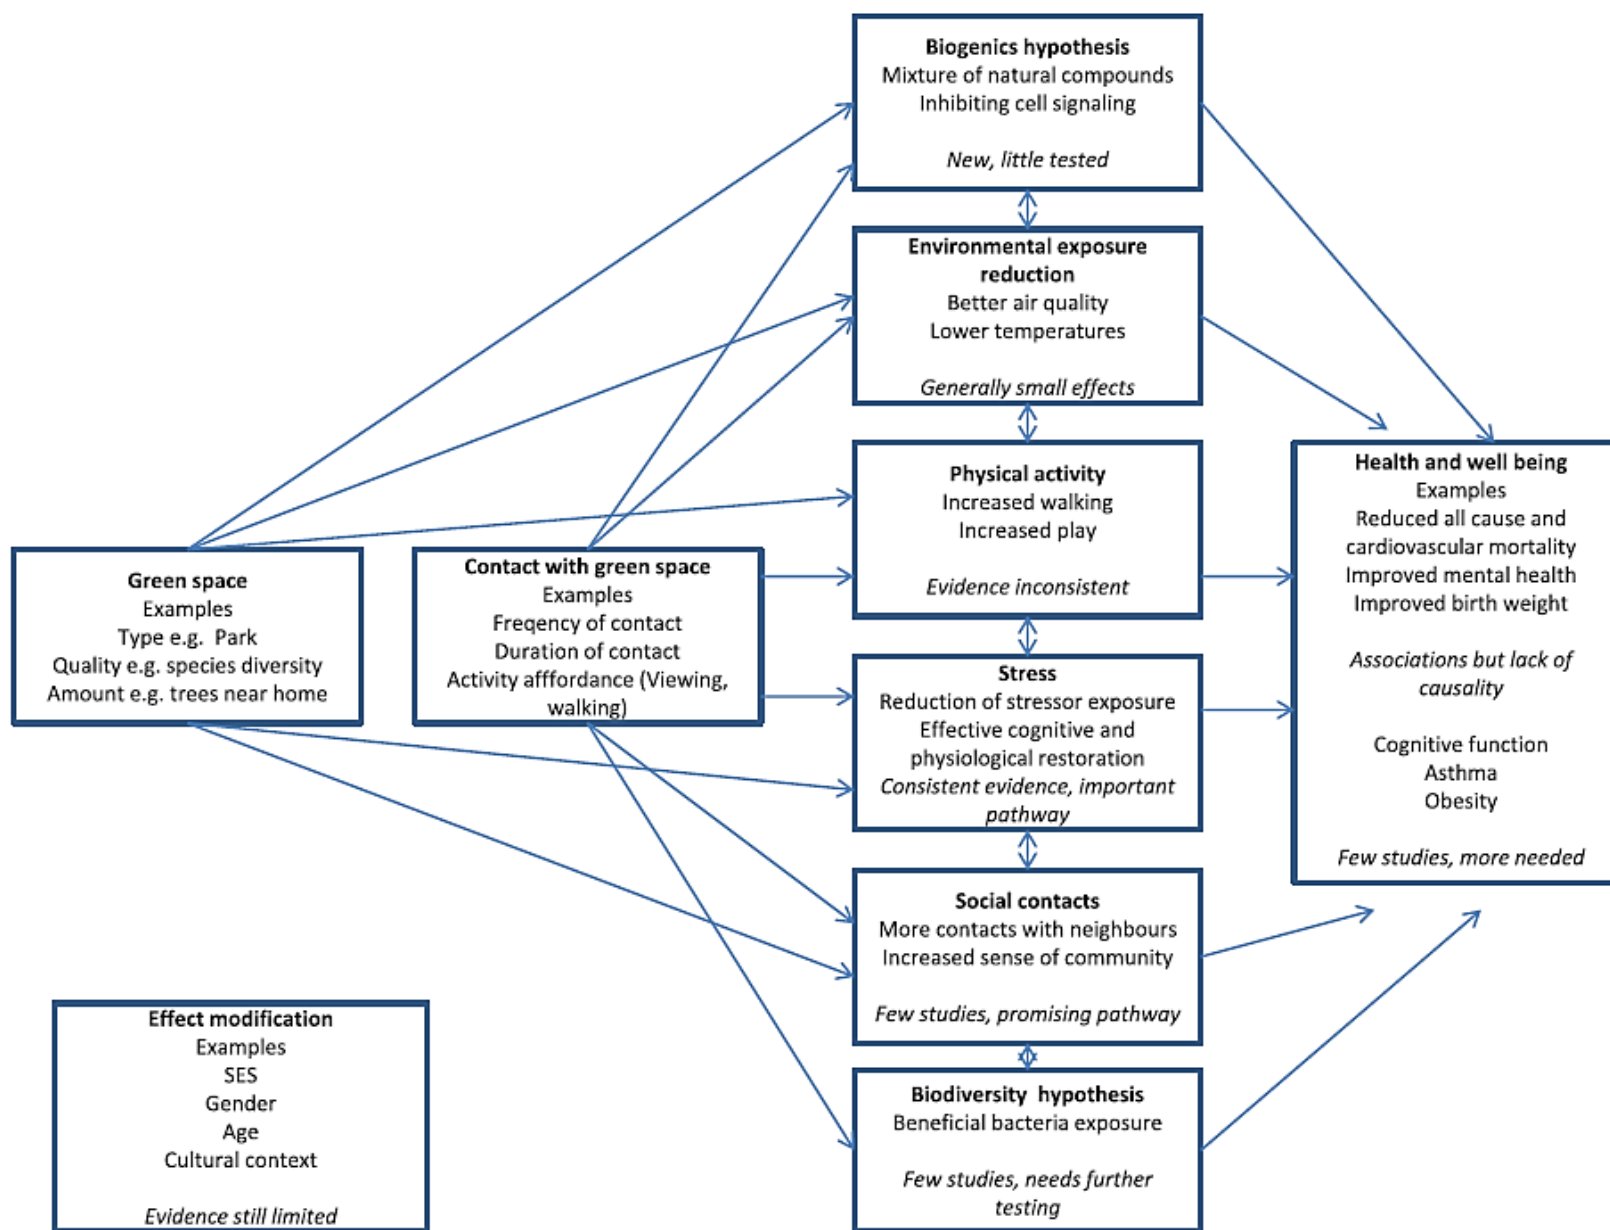 Biogenics hypothesis
Mixture of natural compounds
Inhibiting cell signaling
New, little tested
Environmental exposure
reduction
Better air quality
Lower temperatures
Generally small effects
Physical activity
Increased walking
Increased play
Evidence inconsistent
Green space
Examples
Type e.g. Park
Quality e.g. species diversity
Amount e.g. trees near home
Contact with green space
Examples
Freqency of contact
Duration of contact
Activity afffordance (Viewing,
walking)
Stress
Reduction of stressor exposure
Effective cognitive and
physiological restoration
Consistent evidence, important
pathway
Social contacts
More contacts with neighbours
Increased sense of community
Few studies, promising pathway
Biodiversity hypothesis
Beneficial bacteria exposure
Few studies, needs further
testing
Health and well being
Examples
Reduced all cause and
cardiovascular mortality
Improved mental health
Improved birth weight
Associations but lack of
causality
Cognitive function
Asthma
Obesity
Few studies, more needed
Effect modification
Examples
SES
Gender
Age
Cultural context
Evidence still limited